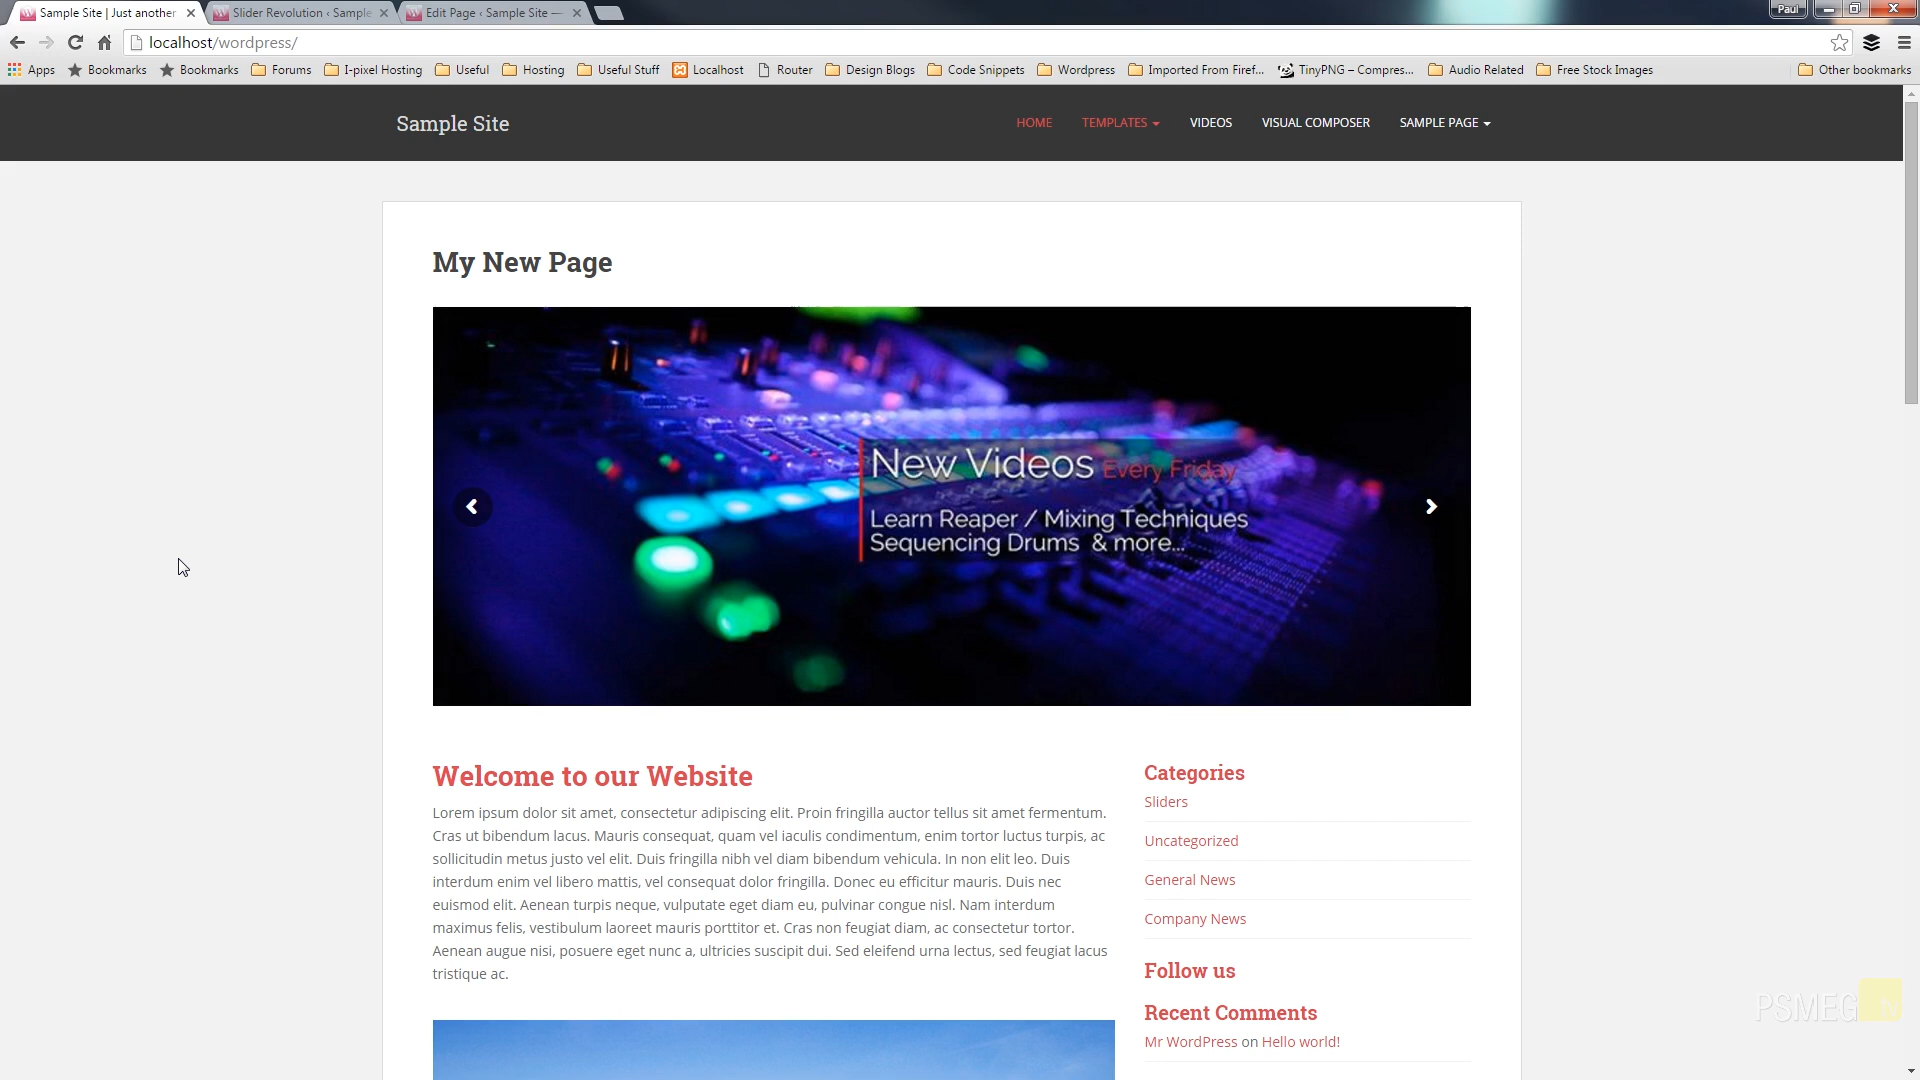 Sample Site | Just another
Slider Revolution ‹ Sample
Edit Page ‹ Sample Site —
Paul
localhost/wordpress/
Apps
Bookmarks
Bookmarks
Forums
I-pixel Hosting
Useful
Hosting
Useful Stuff
Localhost
Router
Design Blogs
Code Snippets
Wordpress
Imported From Firef...
TinyPNG – Compres...
Audio Related
Free Stock Images
Other bookmarks
Sample Site
HOME
TEMPLATES
VIDEOS
VISUAL COMPOSER
SAMPLE PAGE
My New Page
New Videos Every Friday
Learn Reaper / Mixing Techniques
Sequencing Drums & more...
Welcome to our Website
Lorem ipsum dolor sit amet, consectetur adipiscing elit. Proin fringilla auctor tellus sit amet fermentum.
Cras ut bibendum lacus. Mauris consequat, quam vel iaculis condimentum, enim tortor luctus turpis, ac
sollicitudin metus justo vel elit. Duis fringilla nibh vel diam bibendum vehicula. In non elit leo. Duis
interdum enim vel libero mattis, vel consequat dolor fringilla. Donec eu efficitur mauris. Duis nec
euismod elit. Aenean turpis neque, vulputate eget diam eu, pulvinar congue nisl. Nam interdum
maximus felis, vestibulum laoreet mauris porttitor et. Cras non feugiat diam, ac consectetur tortor.
Aenean augue nisi, posuere eget nunc a, ultricies suscipit dui. Sed eleifend urna lectus, sed feugiat lacus
tristique ac.
Categories
Sliders
Uncategorized
General News
Company News
Follow us
Recent Comments
Mr WordPress on Hello world!
PSMEG tv